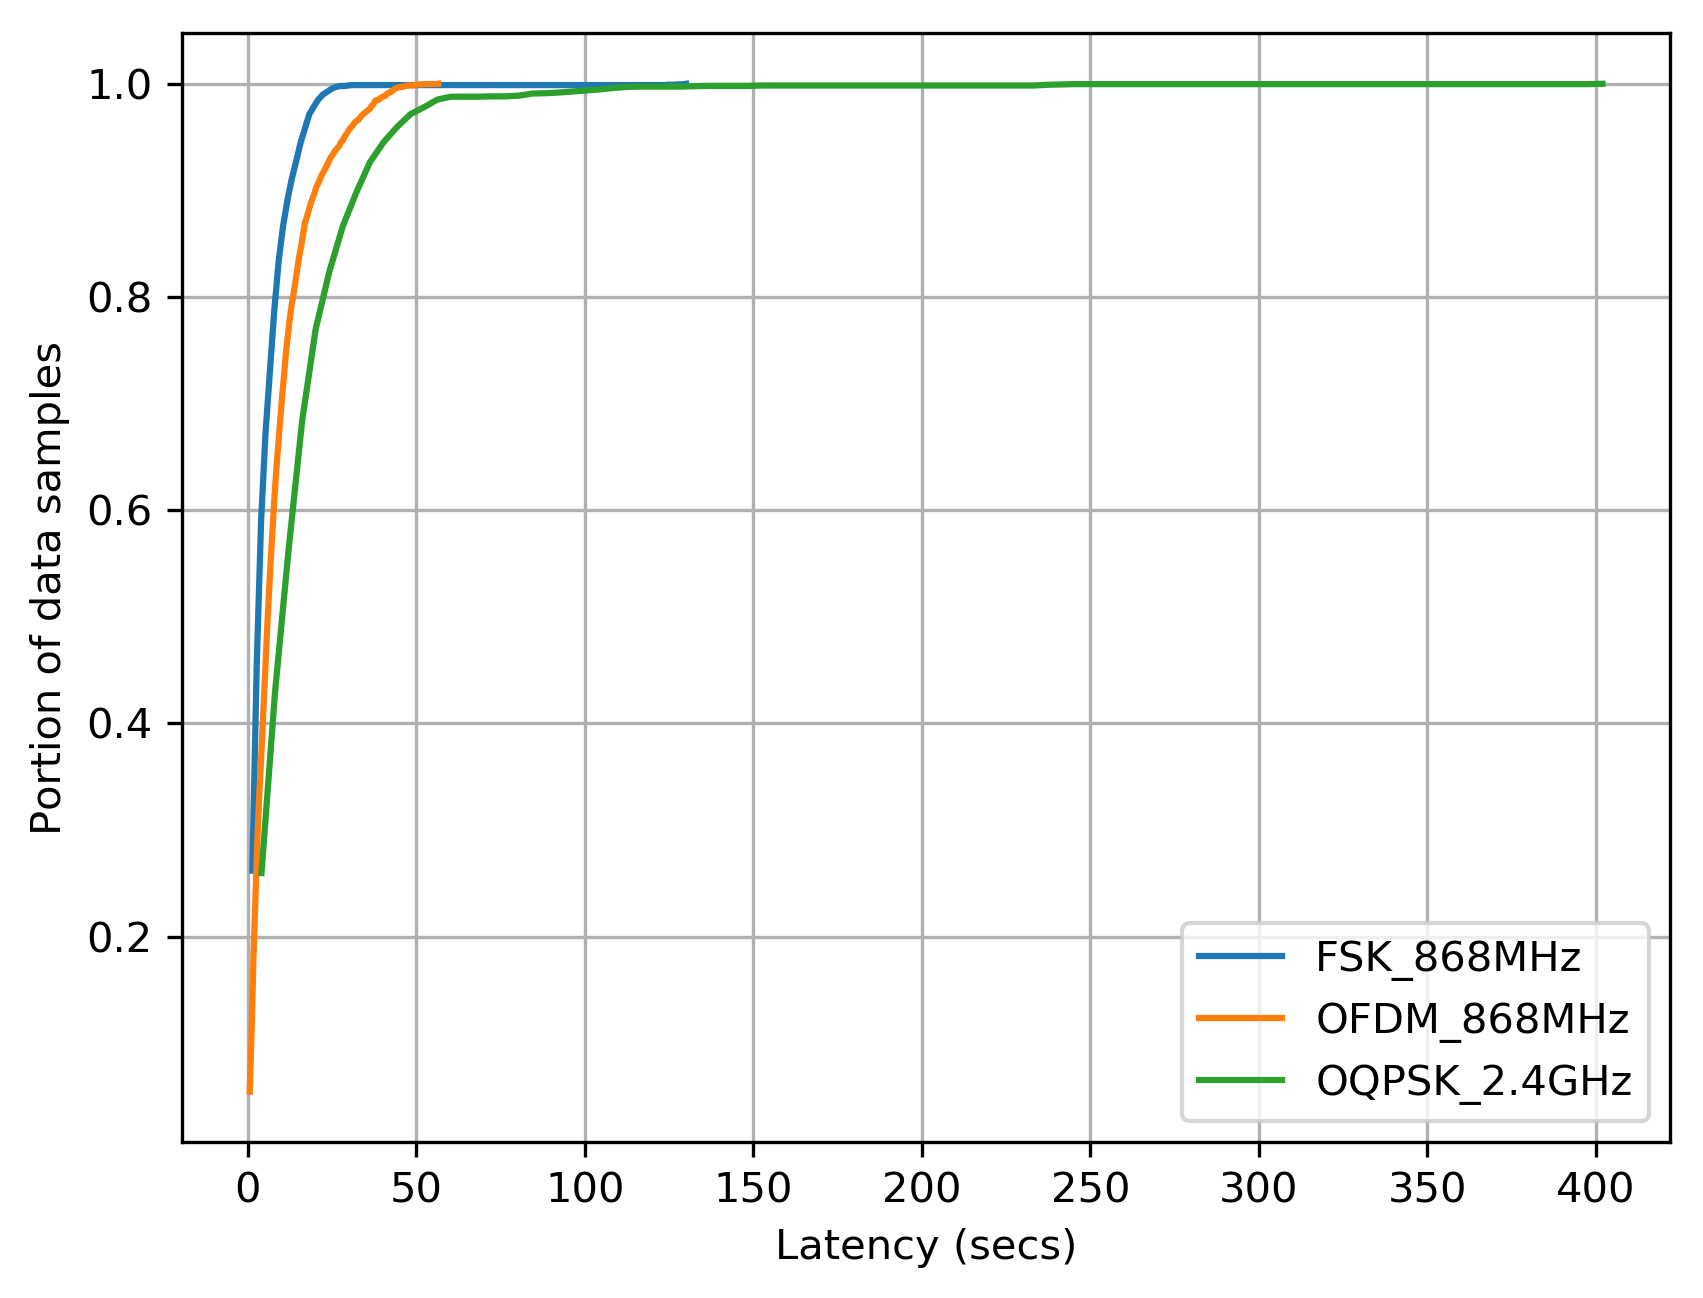 1.0
0.8
0.6
0.4
0.2
Portion of data samples
0 50 100 150 200 250 300 350 400
Latency (secs)
FSK_868MHz
OFDM_868MHz
OQPSK_2.4GHz